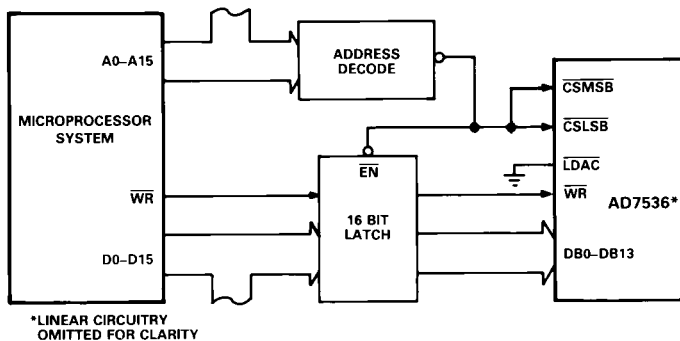 A0–A15
ADDRESS
DECODE
MICROPROCESSOR
SYSTEM
CSMSB
CSLSB
EN
LDAC
WR
16 BIT
LATCH
WR
AD7536*
D0–D15
DB0–DB13
*LINEAR CIRCUITRY
OMITTED FOR CLARITY